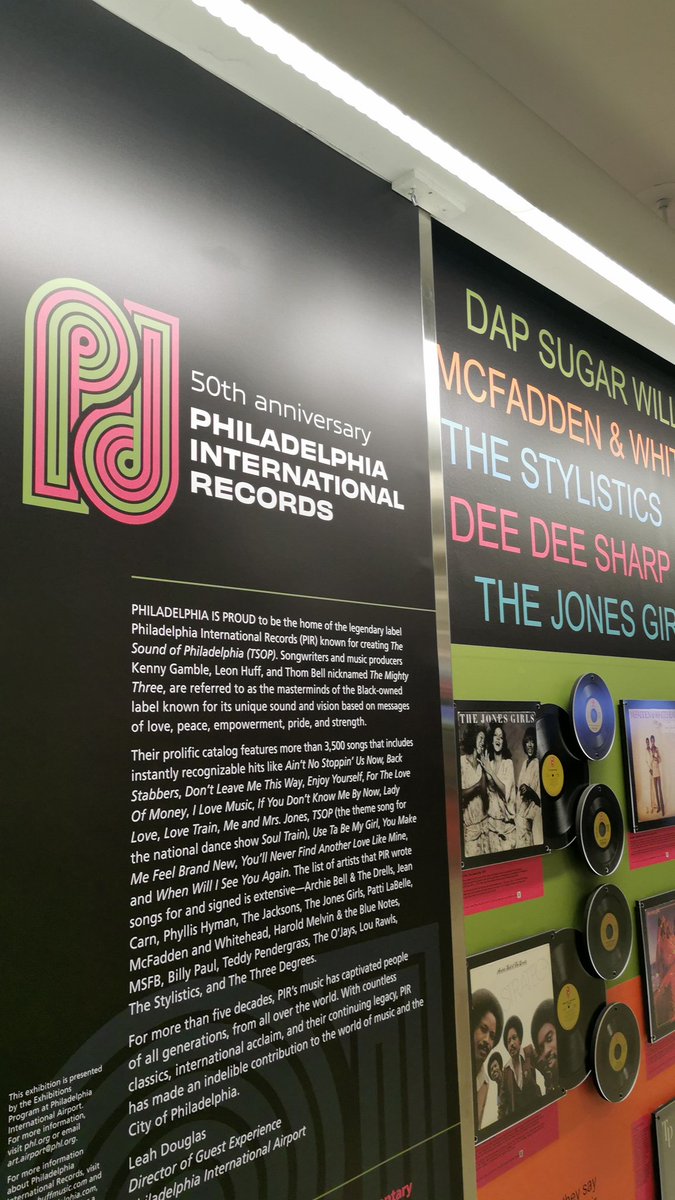 50th anniversary
PHILADELPHIA
INTERNATIONAL
RECORDS
PHILADELPHIA IS PROUD to be the home of the legendary label
Philadelphia International Records (PIR) known for creating The
Sound of Philadelphia (TSOP). Songwriters and music producers
Kenny Gamble, Leon Huff, and Thom Bell nicknamed The Mighty
Three, are referred to as the masterminds of the Black-owned
label known for its unique sound and vision based on messages
of love, peace, empowerment, pride, and strength.
Their prolific catalog features more than 3,500 songs that includes
instantly recognizable hits like Ain't No Stoppin' Us Now, Back
Stabbers, Don't Leave Me This Way, Enjoy Yourself, For The Love
Of Money, I Love Music, If You Don't Know Me By Now, Lady
Love, Love Train, Me and Mrs. Jones, TSOP (the theme song for
the national dance show Soul Train), Use Ta Be My Girl, You Make
Me Feel Brand New, You'll Never Find Another Love Like Mine,
and When Will I See You Again. The list of artists that PIR wrote
songs for and signed is extensive—Archie Bell & The Drells, Jean
Carn, Phyllis Hyman, The Jacksons, The Jones Girls, Patti LaBelle,
McFadden and Whitehead, Harold Melvin & the Blue Notes,
MSFB, Billy Paul, Teddy Pendergrass, The O'Jays, Lou Rawls,
The Stylistics, and The Three Degrees.
For more than five decades, PIR's music has captivated people
of all generations, from all over the world. With countless
classics, international acclaim, and their continuing legacy, PIR
has made an indelible contribution to the world of music and the
City of Philadelphia.
Leah Douglas
Director of Guest Experience
Philadelphia International Airport
This exhibition is presented
by the Exhibitions
Program at Philadelphia
International Airport.
For more information,
visit phl.org or email
art.airport@phl.org.
For more information
about Philadelphia
International Records, visit
huffmusic.com and
DAP SUGAR WILL
MCFADDEN & WHIT
THE STYLISTICS
DEE DEE SHARP
THE JONES GIR
THE JONES GIRLS
they say